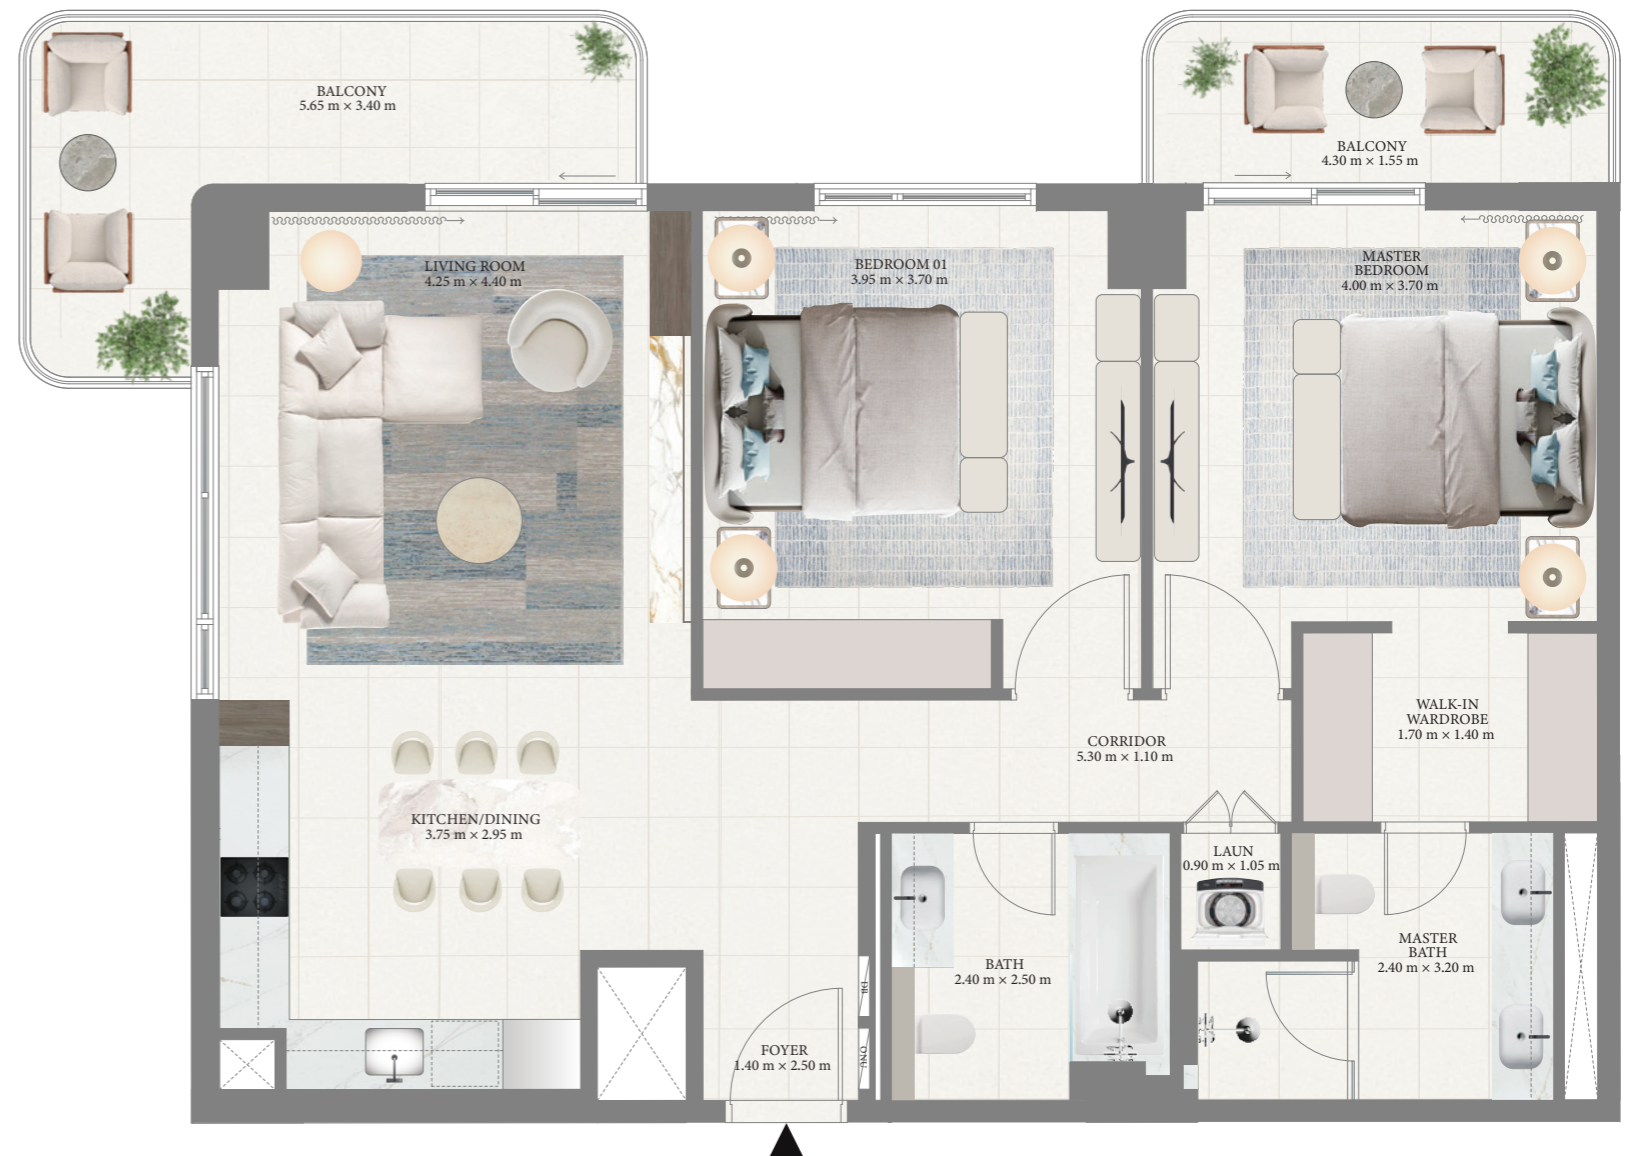 BALCONY
5.65 m × 3.40 m
BALCONY
4.30 m × 1.55 m
LIVING ROOM
4.25 m × 4.40 m
BEDROOM 01
3.95 m × 3.70 m
MASTER
BEDROOM
4.00 m × 3.70 m
WALK-IN
WARDROBE
1.70 m × 1.40 m
CORRIDOR
5.30 m × 1.10 m
KITCHEN/DINING
3.75 m × 2.95 m
LAUN
0.90 m × 1.05 m
MASTER
BATH
2.40 m × 3.20 m
BATH
2.40 m × 2.50 m
DB
ONU
FOYER
1.40 m × 2.50 m